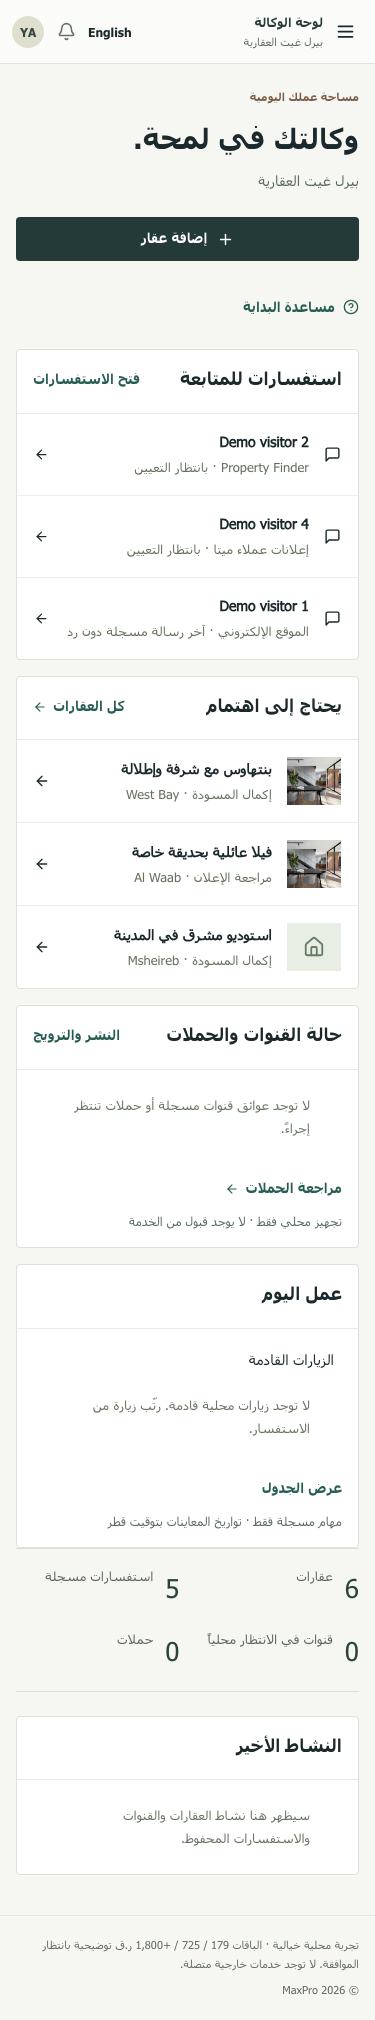 لوحة الوكالة
بيرل غيت العقارية
English
YA
مساحة عملك اليومية
وكالتك في لمحة.
بيرل غيت العقارية
إضافة عقار
مساعدة البداية
استفسارات للمتابعة
فتح الاستفسارات
Demo visitor 2
Property Finder · بانتظار التعيين
Demo visitor 4
إعلانات عملاء ميتا · بانتظار التعيين
Demo visitor 1
الموقع الإلكتروني · آخر رسالة مسجلة دون رد
يحتاج إلى اهتمام
كل العقارات
بنتهاوس مع شرفة وإطلالة
إكمال المسودة · West Bay
فيلا عائلية بحديقة خاصة
مراجعة الإعلان · Al Waab
استوديو مشرق في المدينة
إكمال المسودة · Msheireb
حالة القنوات والحملات
النشر والترويج
لا توجد عوائق قنوات مسجلة أو حملات تنتظر
إجراءً.
مراجعة الحملات
تجهيز محلي فقط · لا يوجد قبول من الخدمة
عمل اليوم
الزيارات القادمة
لا توجد زيارات محلية قادمة. رتّب زيارة من
الاستفسار.
عرض الجدول
مهام مسجلة فقط · تواريخ المعاينات بتوقيت قطر
6 عقارات
5 استفسارات مسجلة
0 قنوات في الانتظار محلياً
0 حملات
النشاط الأخير
سيظهر هنا نشاط العقارات والقنوات
والاستفسارات المحفوظ.
تجربة محلية خيالية · الباقات 179 / 725 / +1,800 ر.ق توضيحية بانتظار
الموافقة. لا توجد خدمات خارجية متصلة.
© 2026 MaxPro